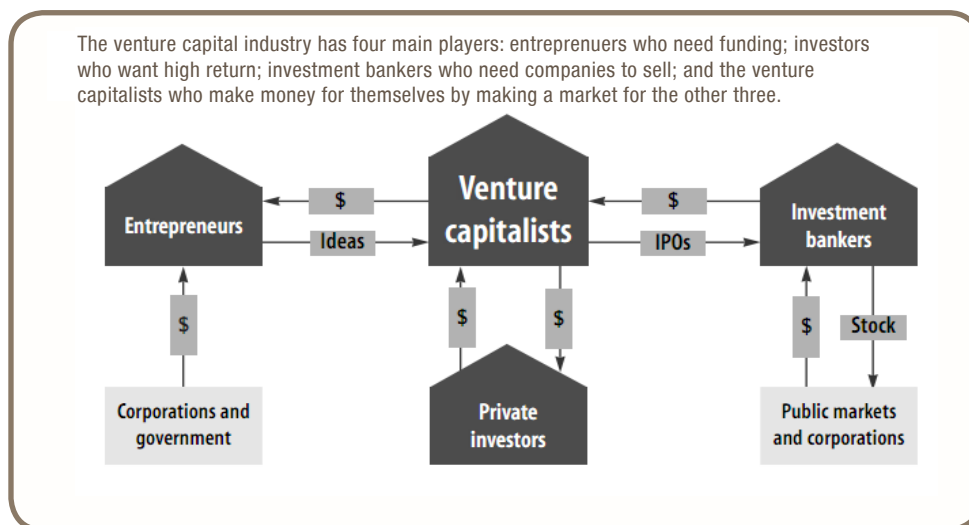 The venture capital industry has four main players: entreprenuers who need funding; investors
who want high return; investment bankers who need companies to sell; and the venture
capitalists who make money for themselves by making a market for the other three.
Entrepreneurs
$
Ideas
Venture
capitalists
$
IPOs
Investment
bankers
$
$
$
$
Stock
Corporations and
government
Private
investors
Public markets
and corporations